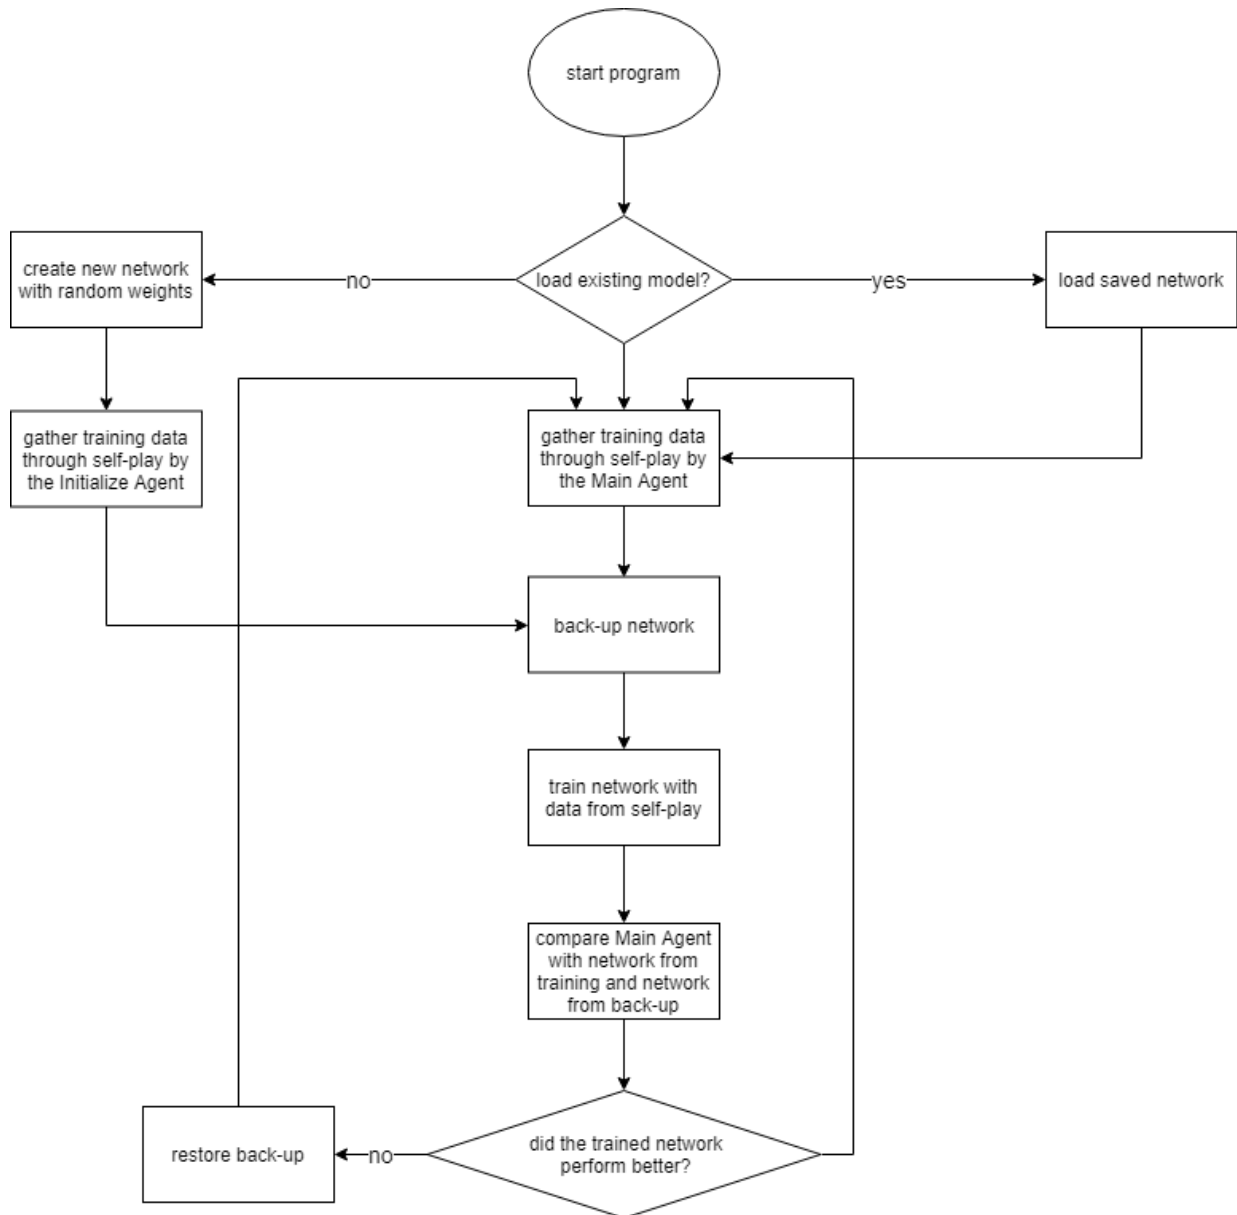 start program
load existing model?
no
yes
create new network
with random weights
load saved network
gather training data
through self-play by
the Initialize Agent
gather training data
through self-play by
the Main Agent
back-up network
train network with
data from self-play
compare Main Agent
with network from
training and network
from back-up
did the trained network
perform better?
no
restore back-up